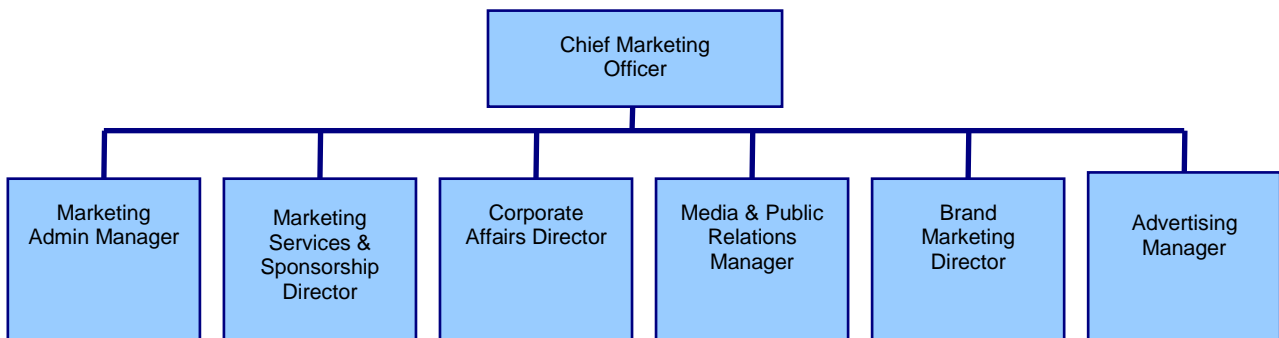 Chief Marketing
Officer
Marketing
Admin Manager
Marketing
Services &
Sponsorship
Director
Corporate
Affairs Director
Media & Public
Relations
Manager
Brand
Marketing
Director
Advertising
Manager